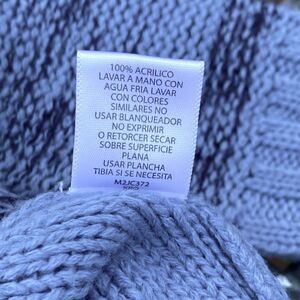 100% ACRILICO
LAVAR A MANO CON
AGUA FRIA LAVAR
CON COLORES
SIMILARES NO
USAR BLANQUEADOR
NO EXPRIMIR
O RETORCER SECAR
SOBRE SUPERFICIE
PLANA
USAR PLANCHA
TIBIA SI SE NECESITA
M2JC372